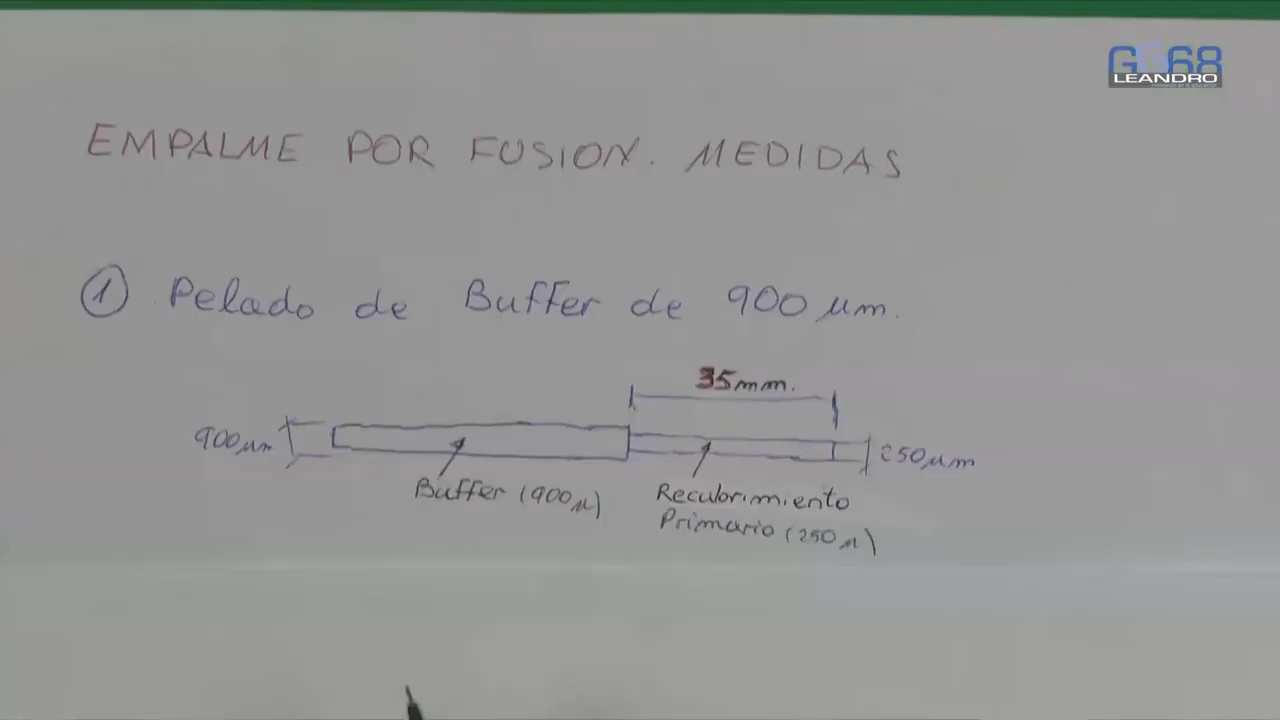 GG68
LEANDRO
EMPALME POR FUSION. MEDIDAS
1 Pelado de Buffer de 900 µm.
35mm.
900µm
250µm
Buffer (900µ)
Recubrimiento
Primario (250µ)